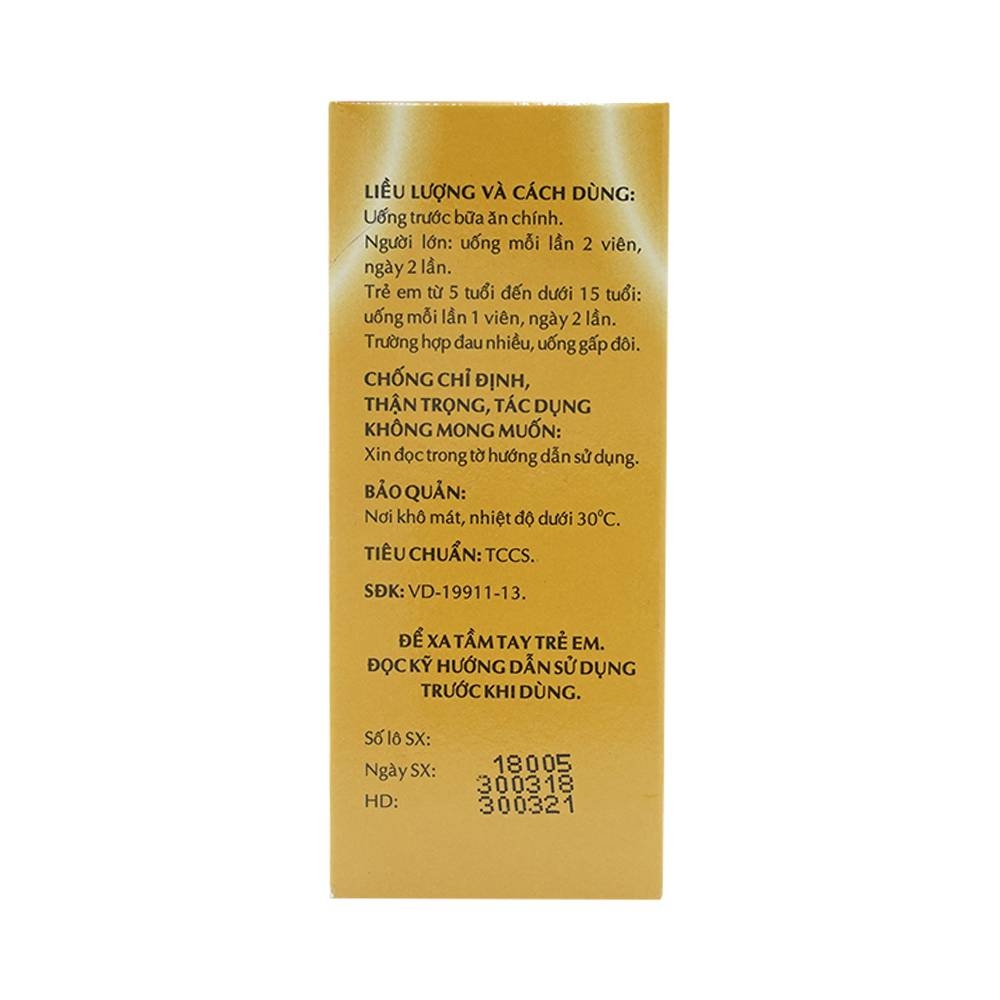 LIỀU LƯỢNG VÀ CÁCH DÙNG:
Uống trước bữa ăn chính.
Người lớn: uống mỗi lần 2 viên,
ngày 2 lần.
Trẻ em từ 5 tuổi đến dưới 15 tuổi:
uống mỗi lần 1 viên, ngày 2 lần.
Trường hợp đau nhiều, uống gấp đôi.
CHỐNG CHỈ ĐỊNH,
THẬN TRỌNG, TÁC DỤNG
KHÔNG MONG MUỐN:
Xin đọc trong tờ hướng dẫn sử dụng.
BẢO QUẢN:
Nơi khô mát, nhiệt độ dưới 30°C.
TIÊU CHUẨN: TCCS.
SĐK: VD-19911-13.
ĐỂ XA TẦM TAY TRẺ EM.
ĐỌC KỸ HƯỚNG DẪN SỬ DỤNG
TRƯỚC KHI DÙNG.
Số lô SX: 18005
Ngày SX: 300318
HD: 300321